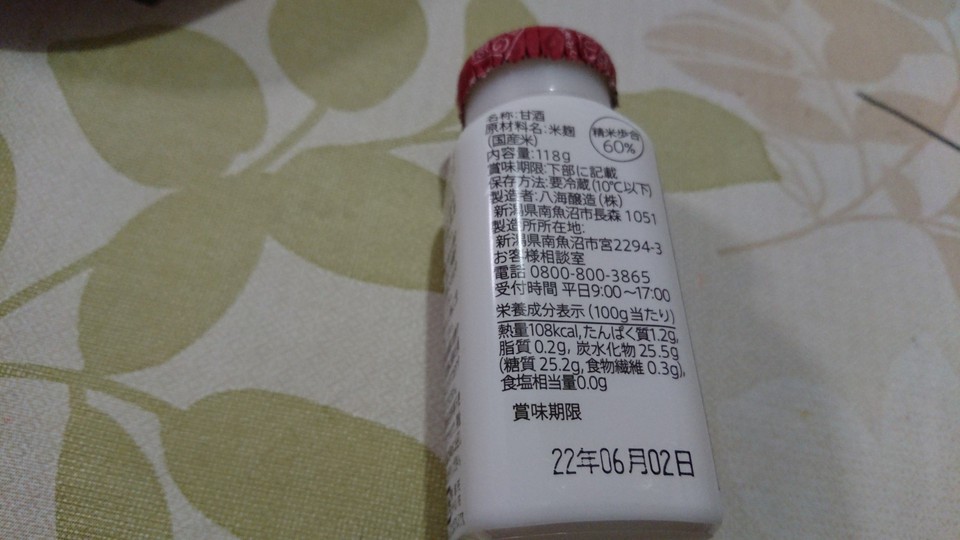 名称:甘酒
原材料名:米麹
(国産米)
精米歩合
60%
内容量:118g
賞味期限:下部に記載
保存方法:要冷蔵(10℃以下)
製造者:八海醸造(株)
新潟県南魚沼市長森1051
製造所所在地:
新潟県南魚沼市宮2294-3
お客様相談室
電話 0800-800-3865
受付時間 平日9:00～17:00
栄養成分表示(100g当たり)
熱量108kcal,たんぱく質1.2g,
脂質0.2g, 炭水化物 25.5g
(糖質25.2g,食物繊維 0.3g),
食塩相当量0.0g
賞味期限
22年06月02日